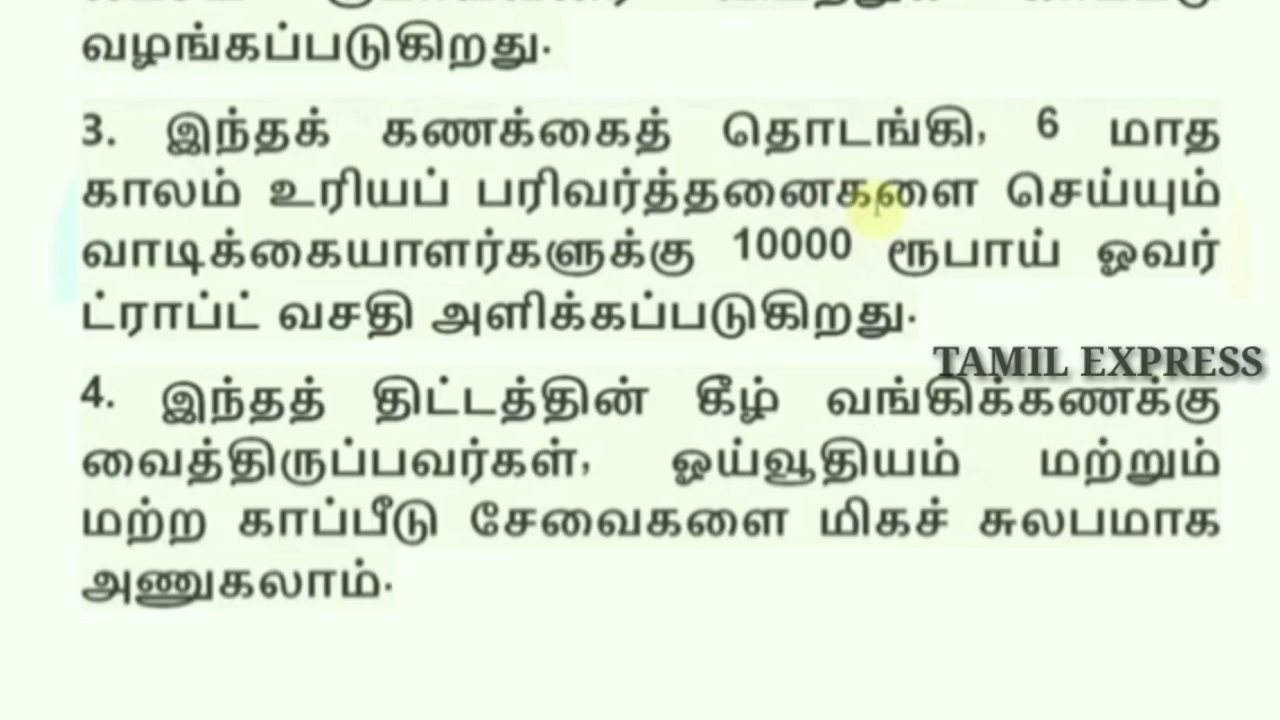 வழங்கப்படுகிறது.
3. இந்தக் கணக்கைத் தொடங்கி, 6 மாத
காலம் உரியப் பரிவர்த்தனைகளை செய்யும்
வாடிக்கையாளர்களுக்கு 10000 ரூபாய் ஓவர்
ட்ராப்ட் வசதி அளிக்கப்படுகிறது.
TAMIL EXPRESS
4. இந்தத் திட்டத்தின் கீழ் வங்கிக்கணக்கு
வைத்திருப்பவர்கள், ஓய்வூதியம் மற்றும்
மற்ற காப்பீடு சேவைகளை மிகச் சுலபமாக
அணுகலாம்.